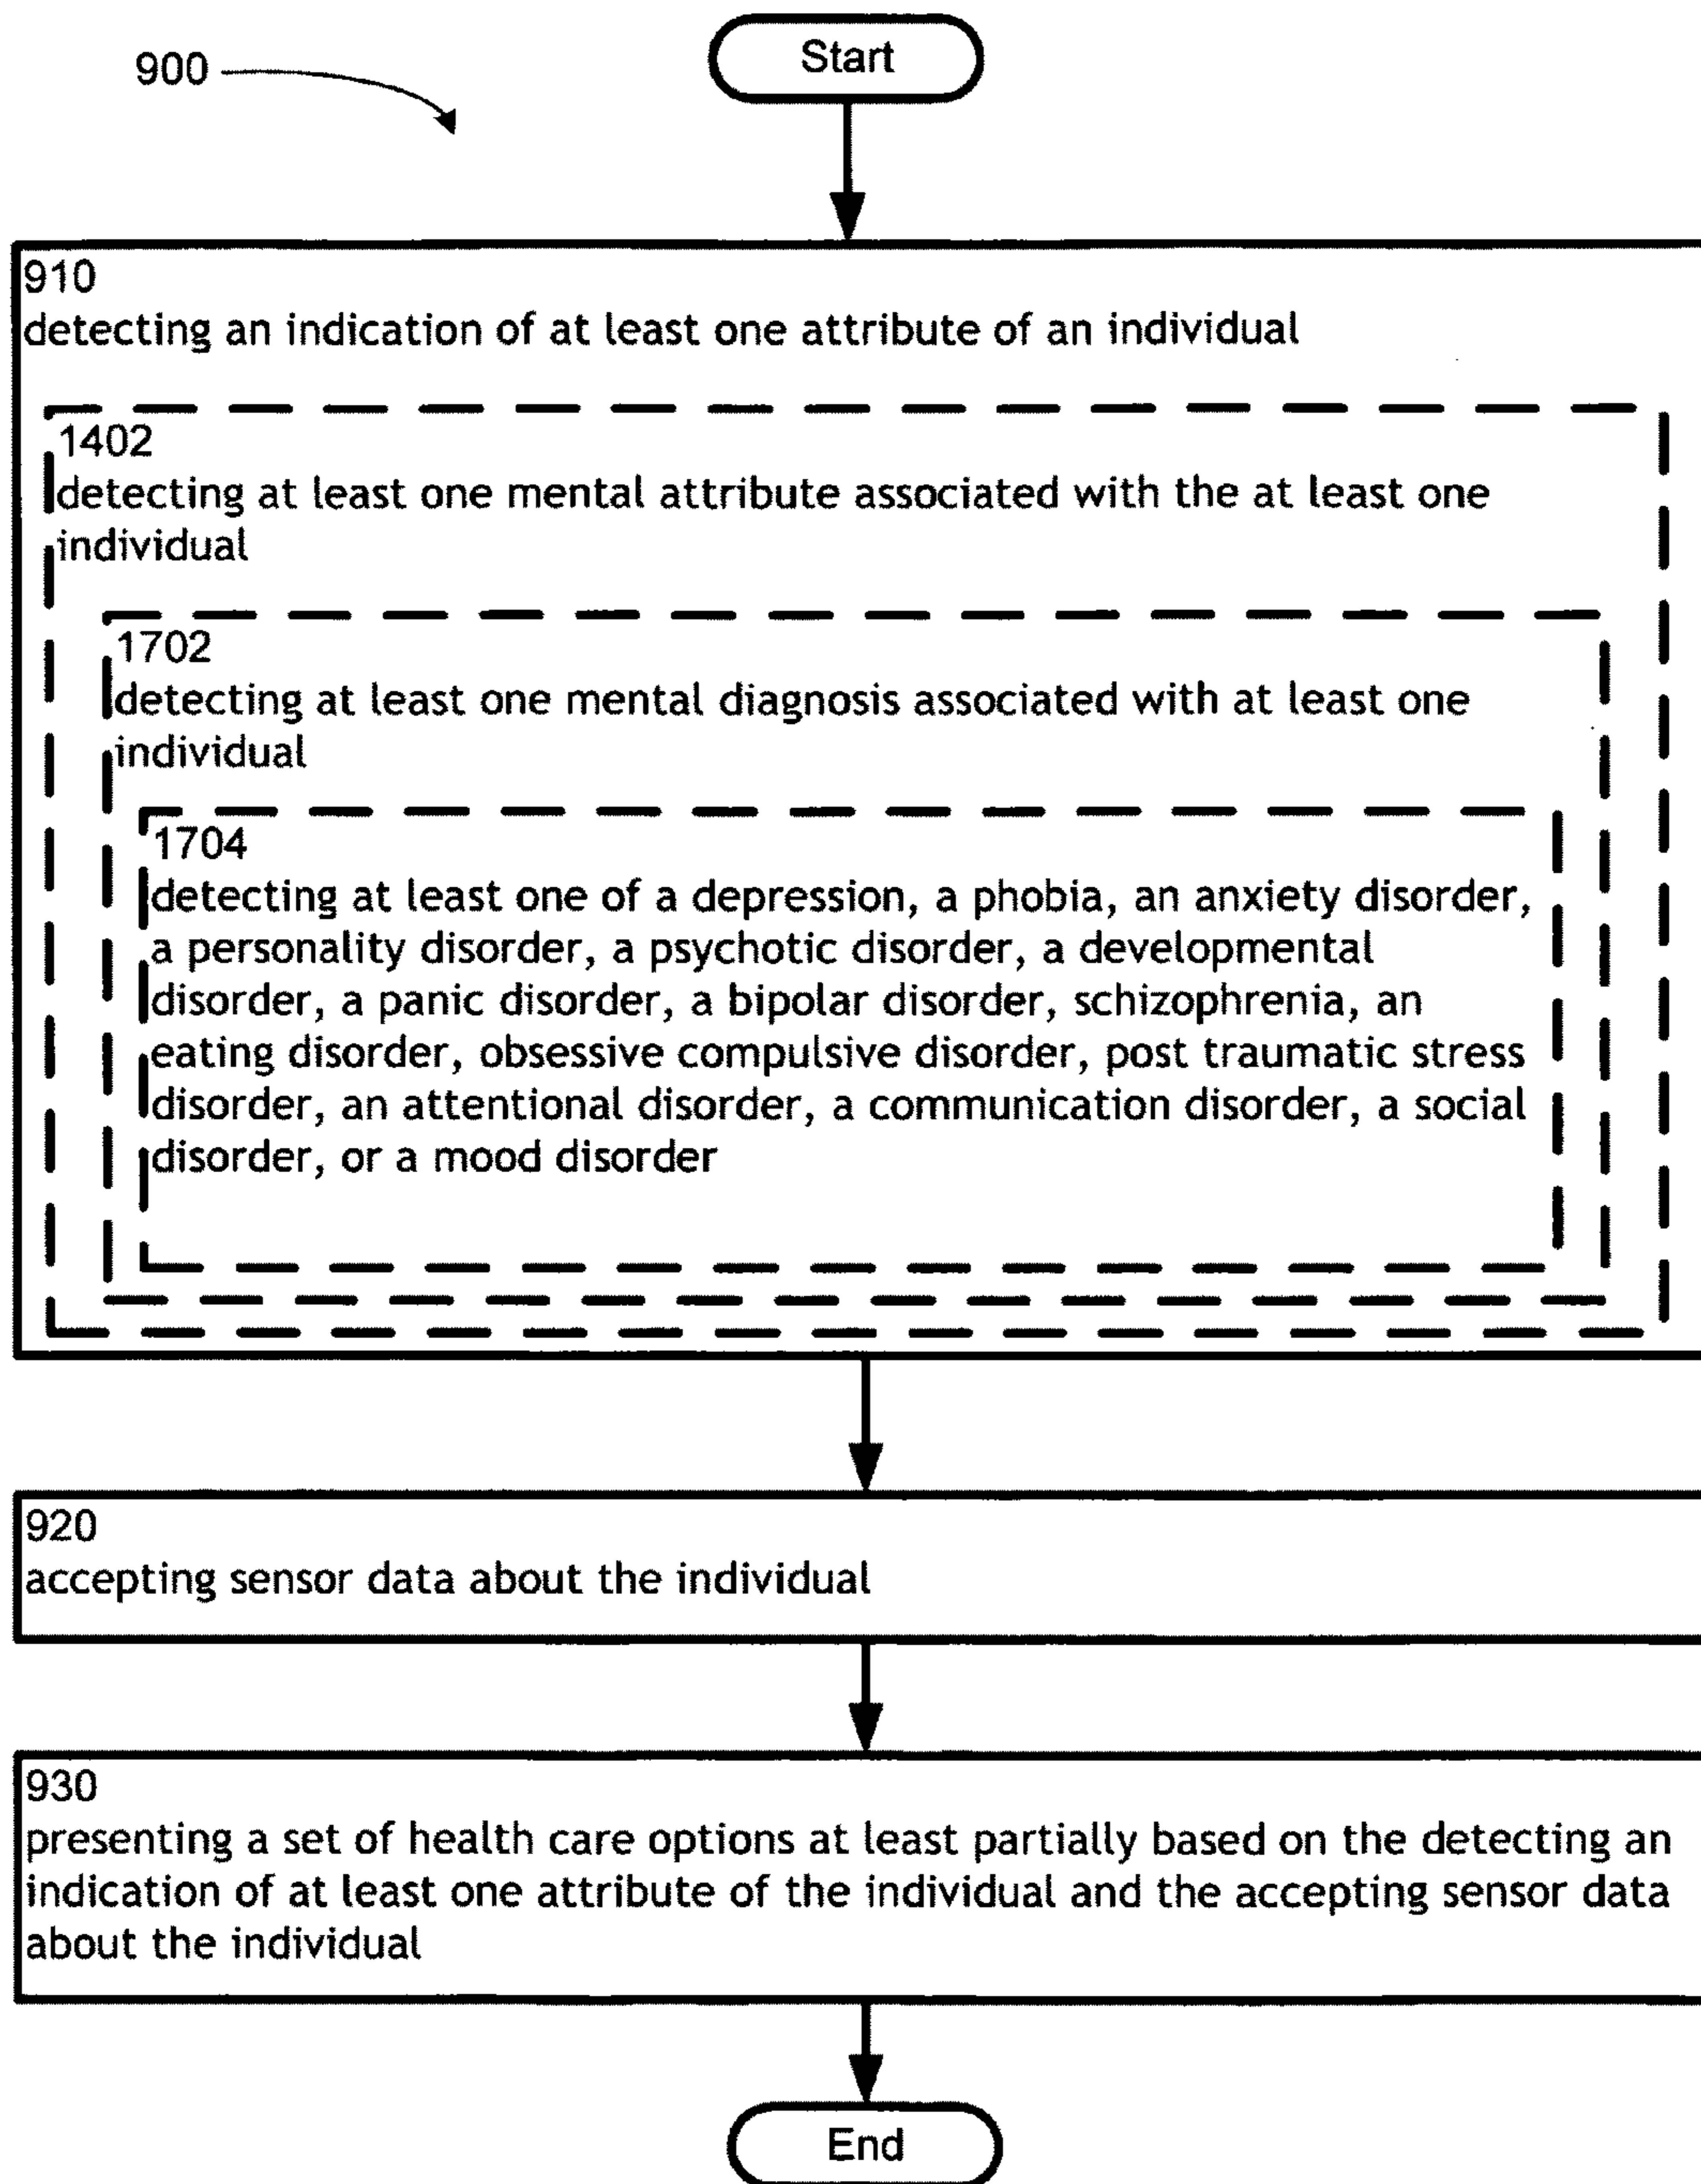 Start
900
910
detecting an indication of at least one attribute of an individual
1402
detecting at least one mental attribute associated with the at least one
individual
1702
detecting at least one mental diagnosis associated with at least one
individual
1704
detecting at least one of a depression, a phobia, an anxiety disorder,
a personality disorder, a psychotic disorder, a developmental
disorder, a panic disorder, a bipolar disorder, schizophrenia, an
eating disorder, obsessive compulsive disorder, post traumatic stress
disorder, an attentional disorder, a communication disorder, a social
disorder, or a mood disorder
920
accepting sensor data about the individual
930
presenting a set of health care options at least partially based on the detecting an
indication of at least one attribute of the individual and the accepting sensor data
about the individual
End